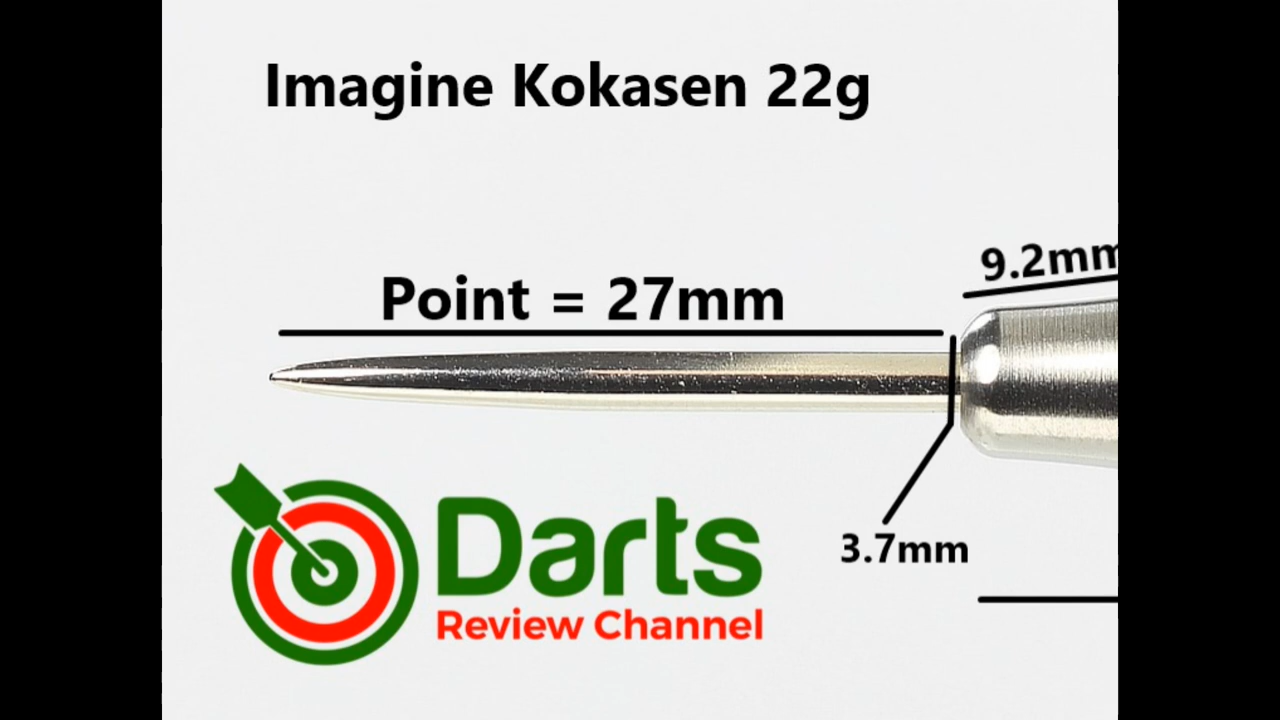 Imagine Kokasen 22g
9.2mm
Point = 27mm
3.7mm
Darts
Review Channel